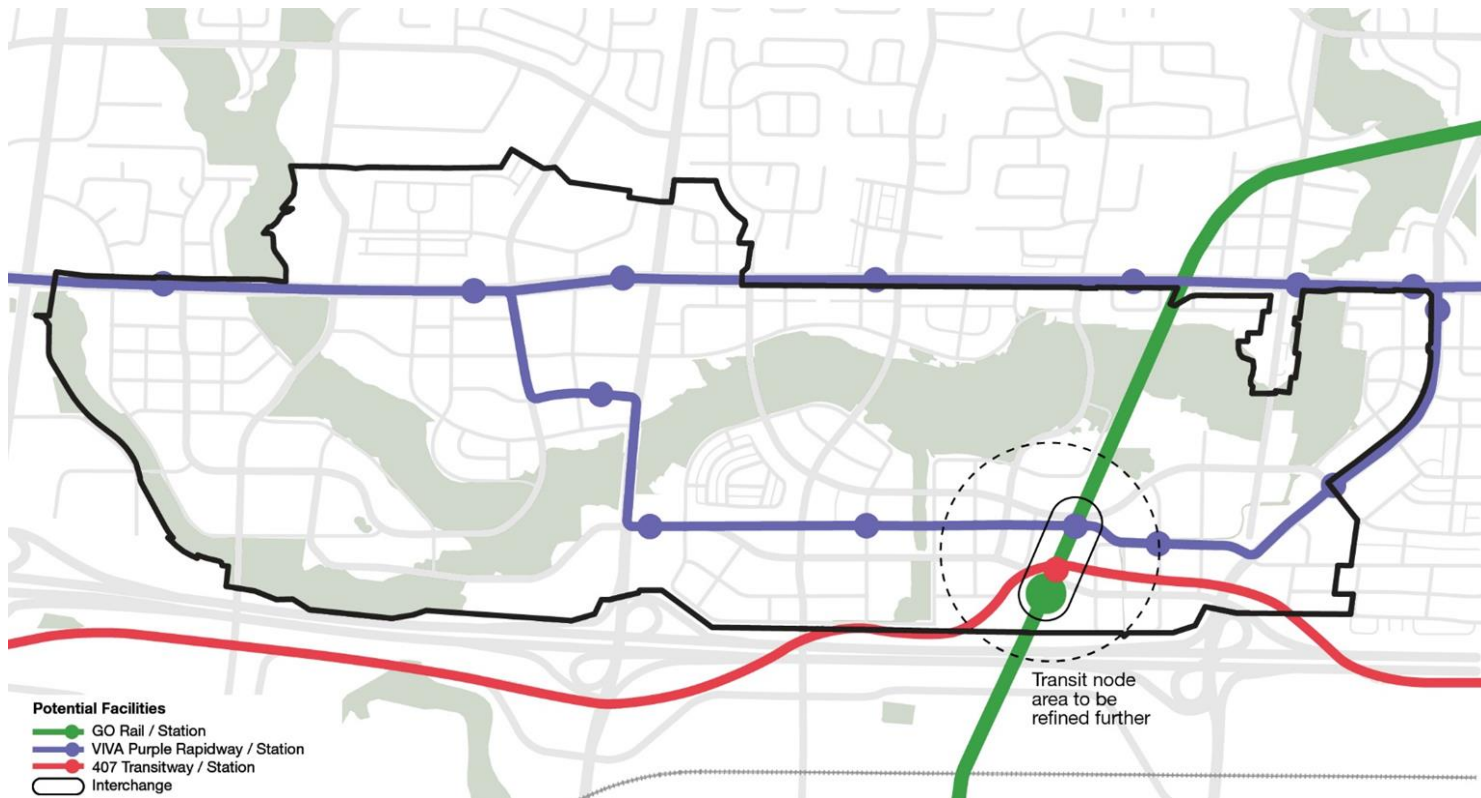 Transit node
area to be
refined further
Potential Facilities
GO Rail / Station
VIVA Purple Rapidway / Station
407 Transitway / Station
Interchange